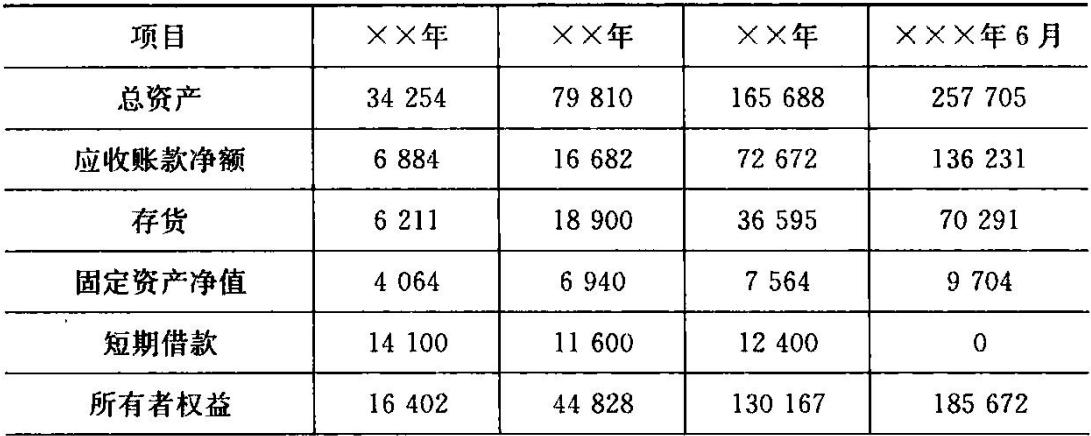 项目 ××年 ××年 ××年 ×××年6月
总资产 34 254 79 810 165 688 257 705
应收账款净额 6 884 16 682 72 672 136 231
存货 6 211 18 900 36 595 70 291
固定资产净值 4 064 6 940 7 564 9 704
短期借款 14 100 11 600 12 400 0
所有者权益 16 402 44 828 130 167 185 672